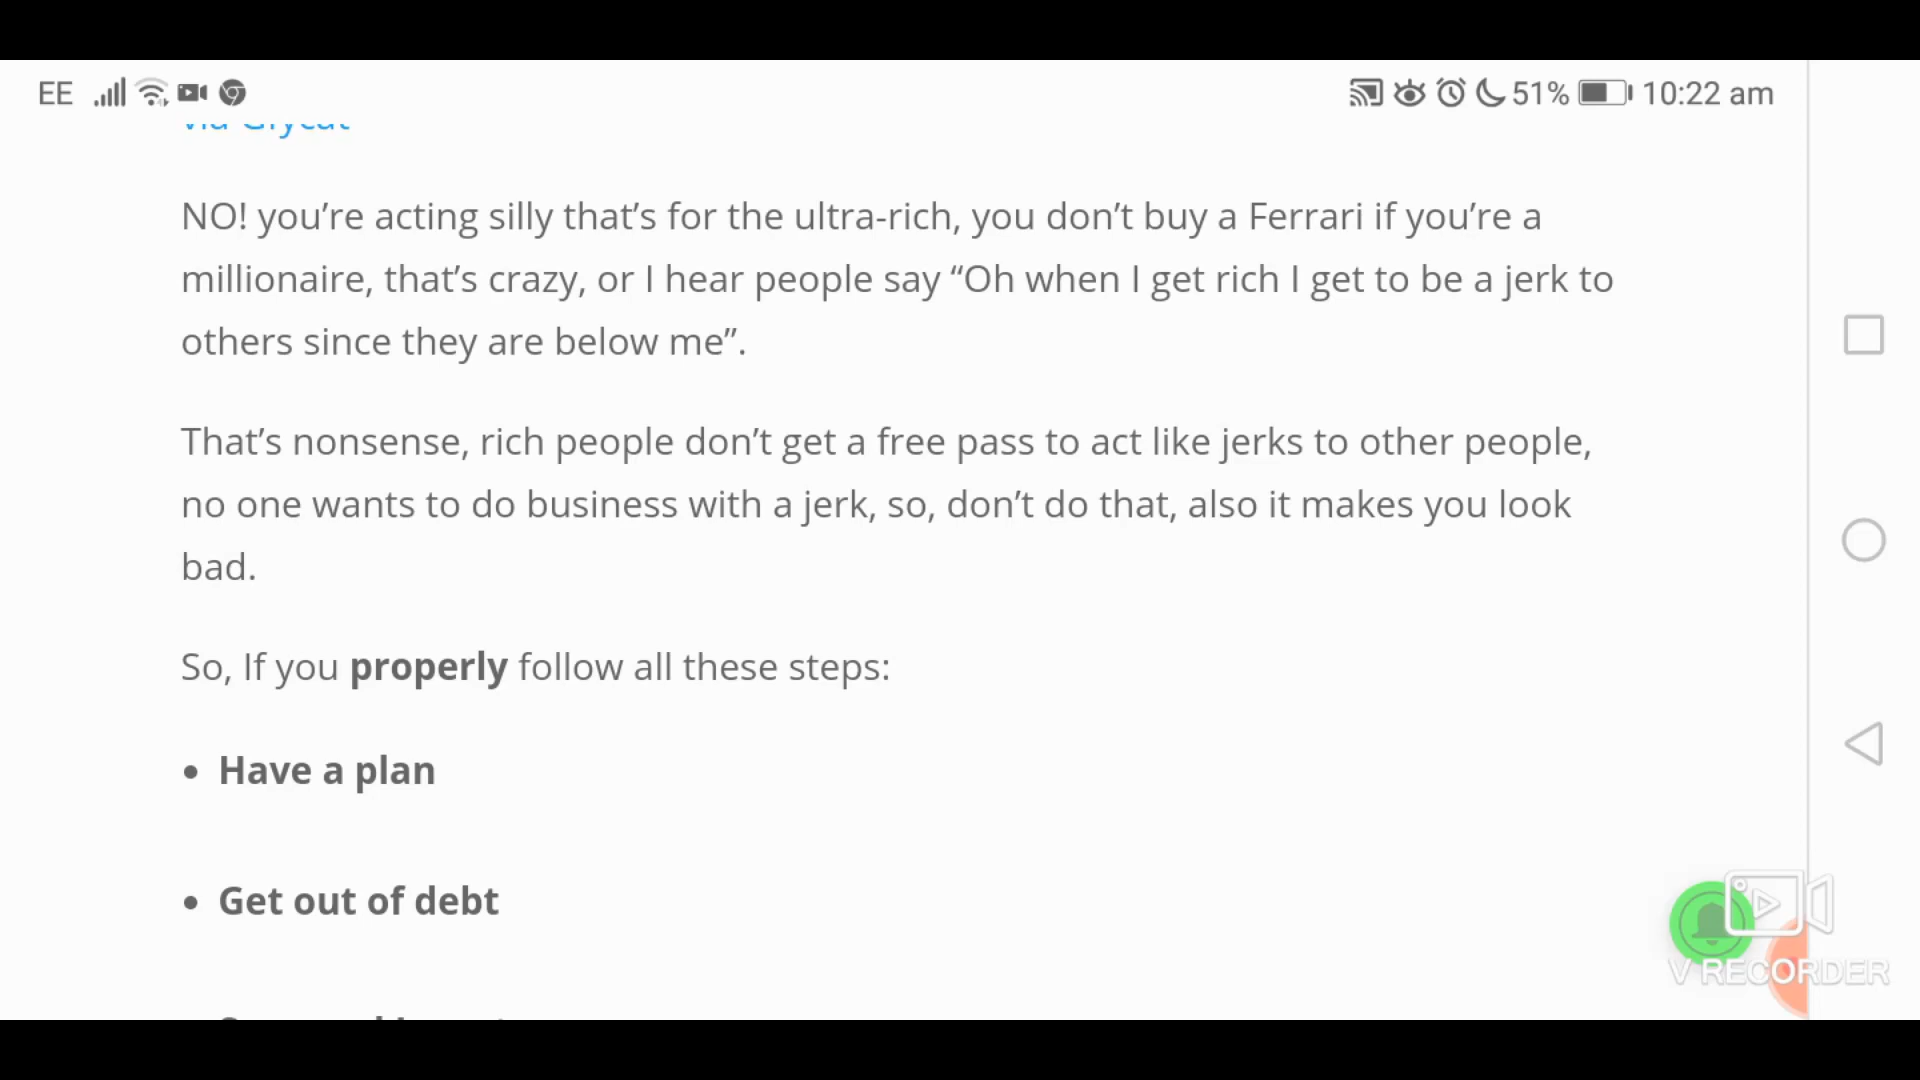 EE 51% 10:22 am
via Gfycat
NO! you’re acting silly that’s for the ultra-rich, you don’t buy a Ferrari if you’re a
millionaire, that’s crazy, or I hear people say “Oh when I get rich I get to be a jerk to
others since they are below me”.
That’s nonsense, rich people don’t get a free pass to act like jerks to other people,
no one wants to do business with a jerk, so, don’t do that, also it makes you look
bad.
So, If you properly follow all these steps:
• Have a plan
• Get out of debt
V RECORDER